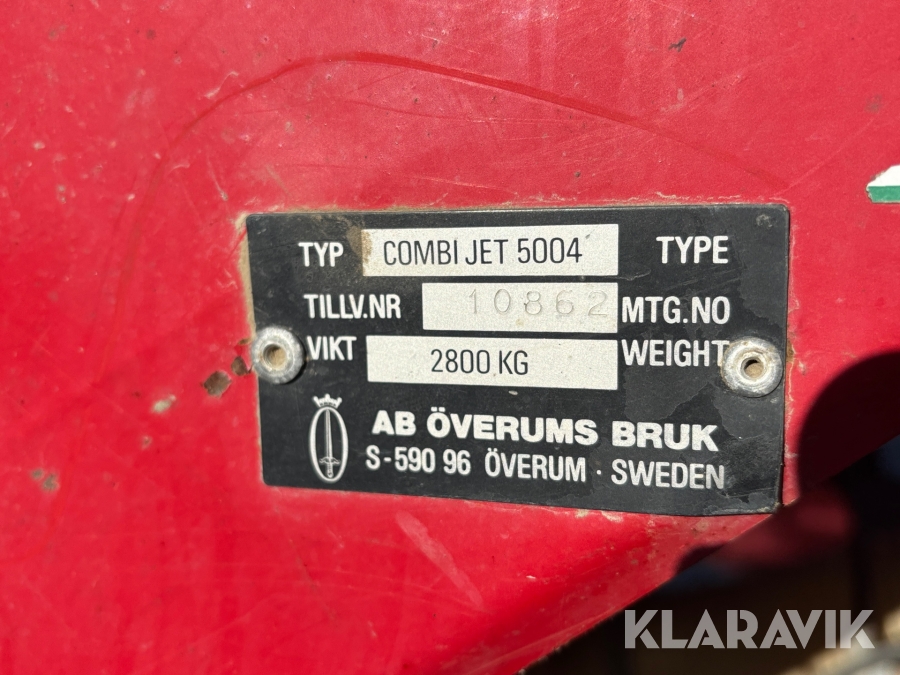 TYP COMBI JET 5004 TYPE
TILLV.NR 10862 MTG.NO
VIKT 2800 KG WEIGHT
AB ÖVERUMS BRUK
S-590 96 ÖVERUM · SWEDEN
KLARAVIK